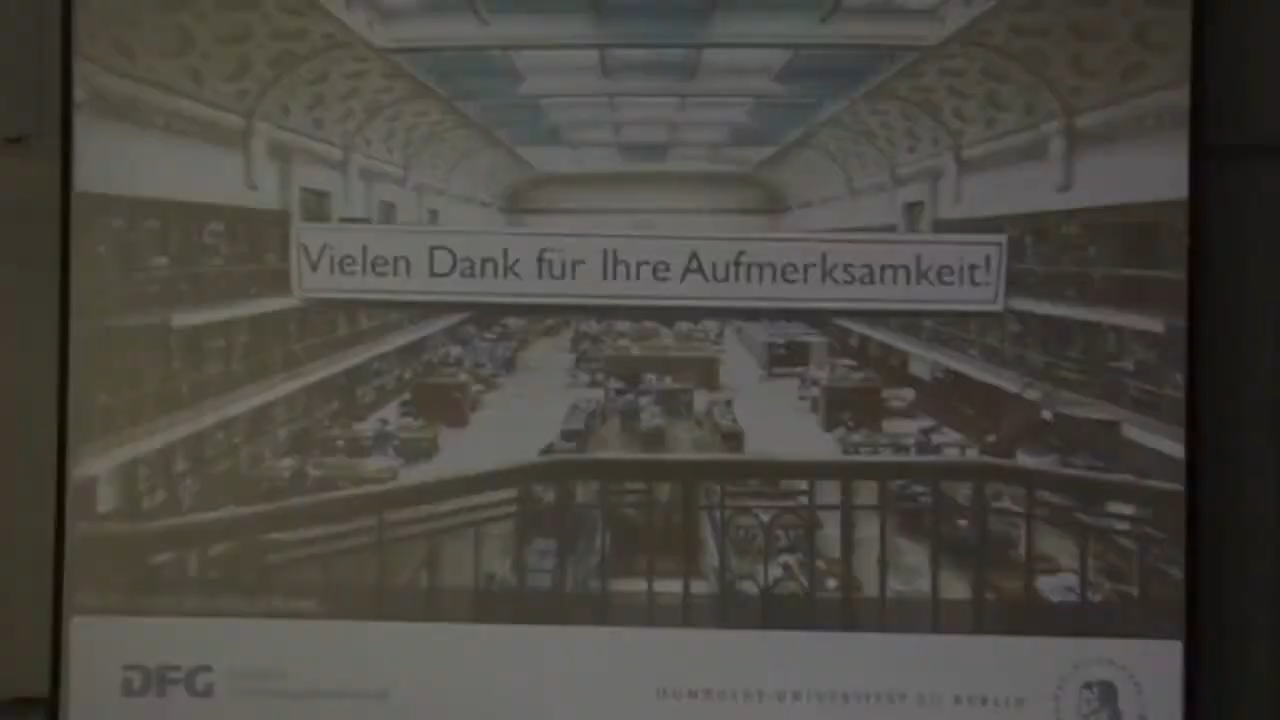 Vielen Dank für Ihre Aufmerksamkeit!
DFG
HUMBOLDT-UNIVERSITÄT ZU BERLIN